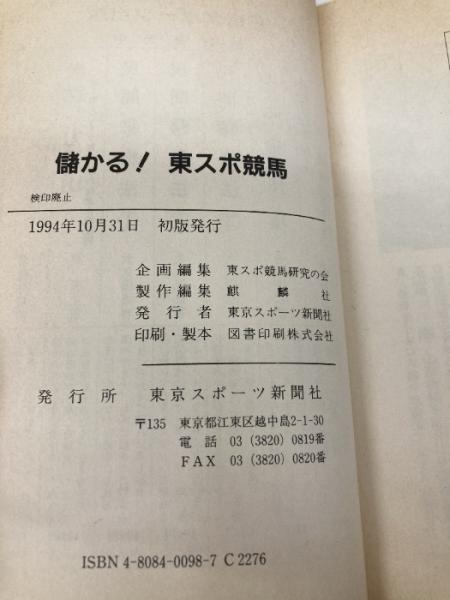 儲かる! 東スポ競馬
検印廃止
1994年10月31日 初版発行
企画編集 東スポ競馬研究の会
製作編集 麒麟社
発行者 東京スポーツ新聞社
印刷・製本 図書印刷株式会社
発行所 東京スポーツ新聞社
〒135 東京都江東区越中島2-1-30
電話 03 (3820) 0819番
FAX 03 (3820) 0820番
ISBN 4-8084-0098-7 C 2276